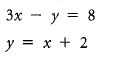 3x − y = 8
y = x + 2